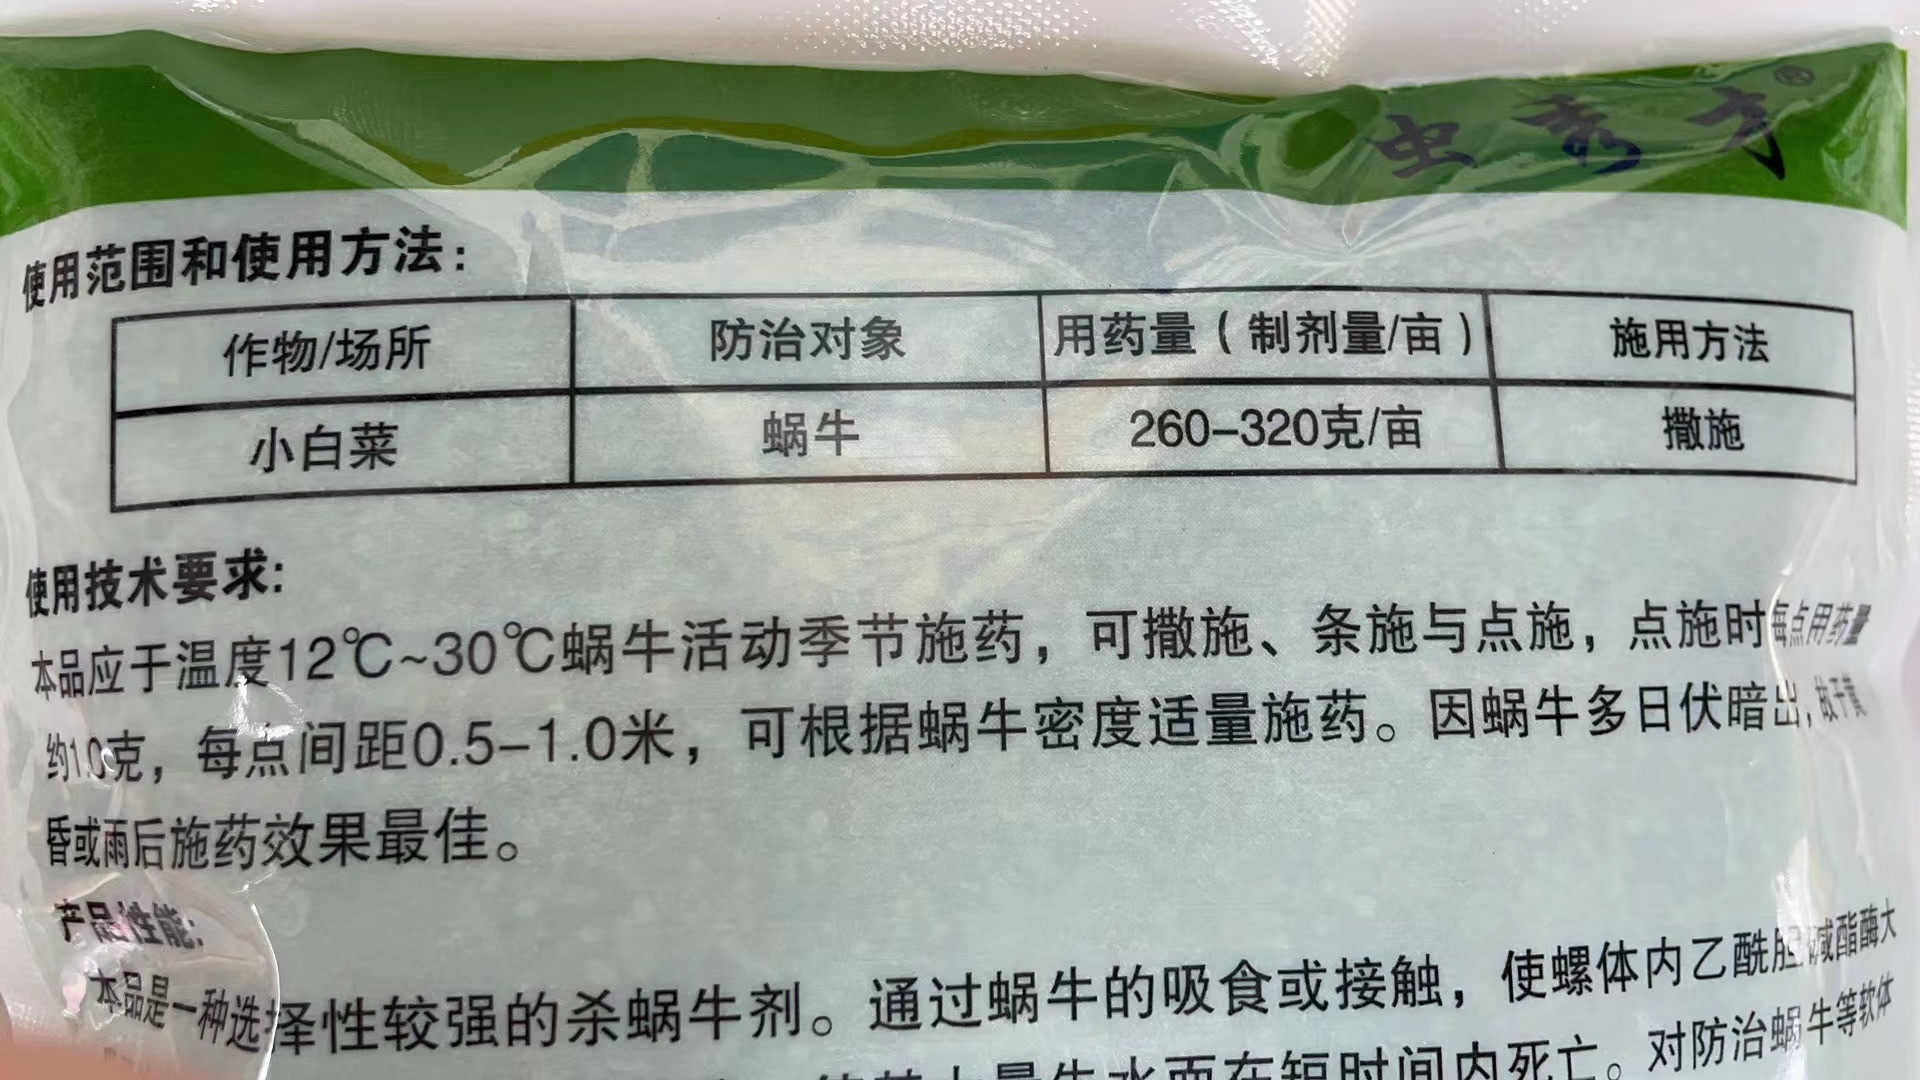 使用范围和使用方法：
作物/场所 防治对象 用药量（制剂量/亩） 施用方法
小白菜 蜗牛 260-320克/亩 撒施
使用技术要求:
本品应于温度12℃~30℃蜗牛活动季节施药，可撒施、条施与点施，点施时每点用药量
约1.0克，每点间距0.5-1.0米，可根据蜗牛密度适量施药。因蜗牛多日伏暗出，故于黄
昏或雨后施药效果最佳。
产品性能:
本品是一种选择性较强的杀蜗牛剂。通过蜗牛的吸食或接触，使螺体内乙酰胆碱酯酶大
对防治蜗牛等软体